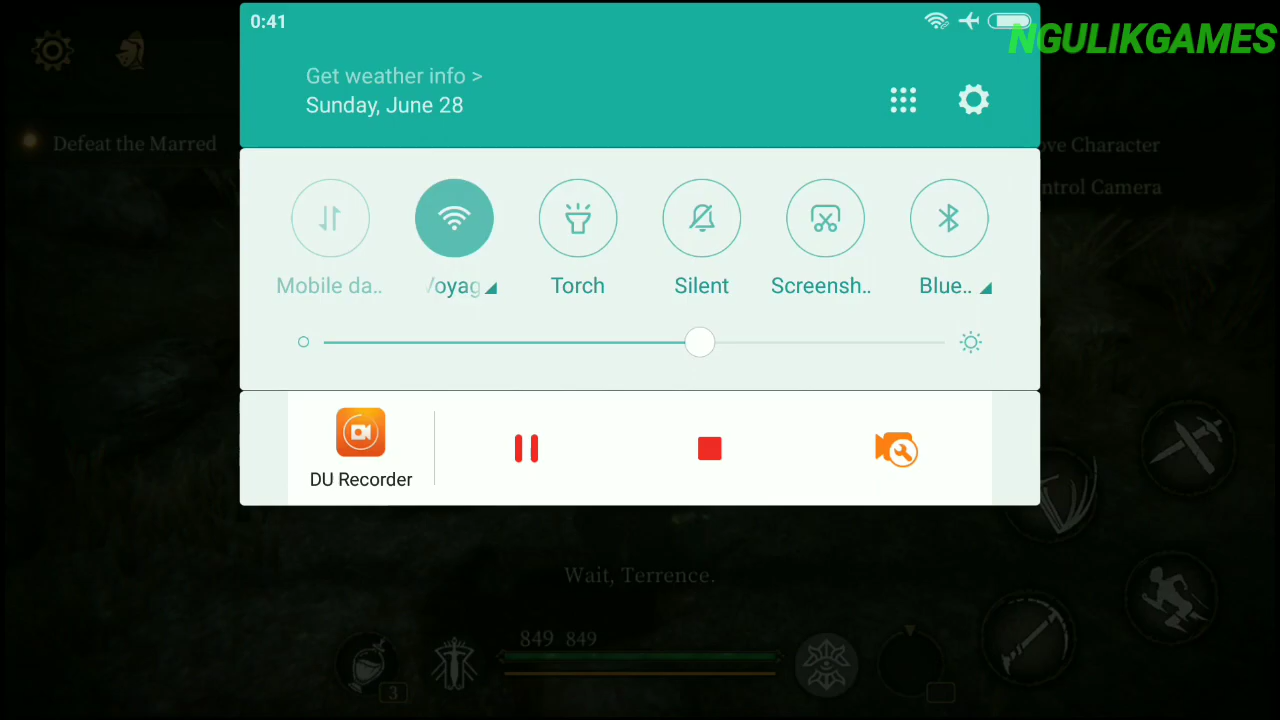 0:41
NGULIKGAMES
Get weather info >
Sunday, June 28
Defeat the Marred
ove Character
ntrol Camera
Mobile da..
Voyag
Torch
Silent
Screensh..
Blue..
DU Recorder
Wait, Terrence.
849 849
3